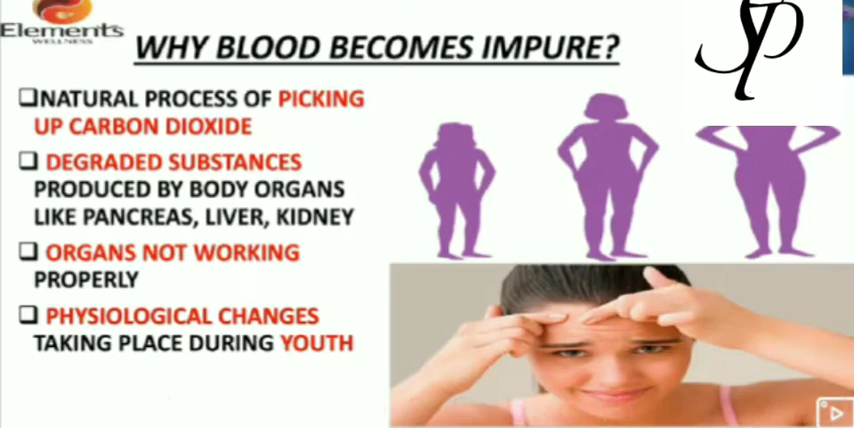 Elements
WELLNESS
WHY BLOOD BECOMES IMPURE?
NATURAL PROCESS OF PICKING
UP CARBON DIOXIDE
DEGRADED SUBSTANCES
PRODUCED BY BODY ORGANS
LIKE PANCREAS, LIVER, KIDNEY
ORGANS NOT WORKING
PROPERLY
PHYSIOLOGICAL CHANGES
TAKING PLACE DURING YOUTH